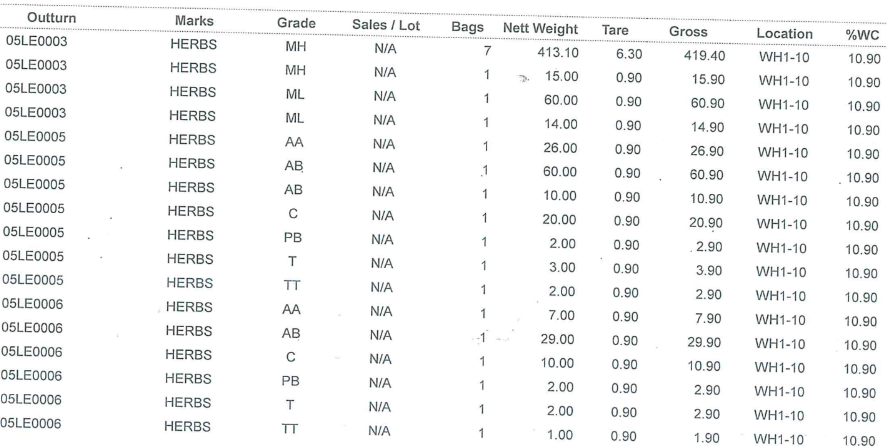 Outturn Marks Grade Sales / Lot Bags Nett Weight Tare Gross Location %WC
05LE0003 HERBS MH N/A 7 413.10 6.30 419.40 WH1-10 10.90
05LE0003 HERBS MH N/A 1 15.00 0.90 15.90 WH1-10 10.90
05LE0003 HERBS ML N/A 1 60.00 0.90 60.90 WH1-10 10.90
05LE0003 HERBS ML N/A 1 14.00 0.90 14.90 WH1-10 10.90
05LE0005 HERBS AA N/A 1 26.00 0.90 26.90 WH1-10 10.90
05LE0005 HERBS AB N/A 1 60.00 0.90 60.90 WH1-10 10.90
05LE0005 HERBS AB N/A 1 10.00 0.90 10.90 WH1-10 10.90
05LE0005 HERBS C N/A 1 20.00 0.90 20.90 WH1-10 10.90
05LE0005 HERBS PB N/A 1 2.00 0.90 2.90 WH1-10 10.90
05LE0005 HERBS T N/A 1 3.00 0.90 3.90 WH1-10 10.90
05LE0005 HERBS TT N/A 1 2.00 0.90 2.90 WH1-10 10.90
05LE0006 HERBS AA N/A 1 7.00 0.90 7.90 WH1-10 10.90
05LE0006 HERBS AB N/A 1 29.00 0.90 29.90 WH1-10 10.90
05LE0006 HERBS C N/A 1 10.00 0.90 10.90 WH1-10 10.90
05LE0006 HERBS PB N/A 1 2.00 0.90 2.90 WH1-10 10.90
05LE0006 HERBS T N/A 1 2.00 0.90 2.90 WH1-10 10.90
05LE0006 HERBS TT N/A 1 1.00 0.90 1.90 WH1-10 10.90